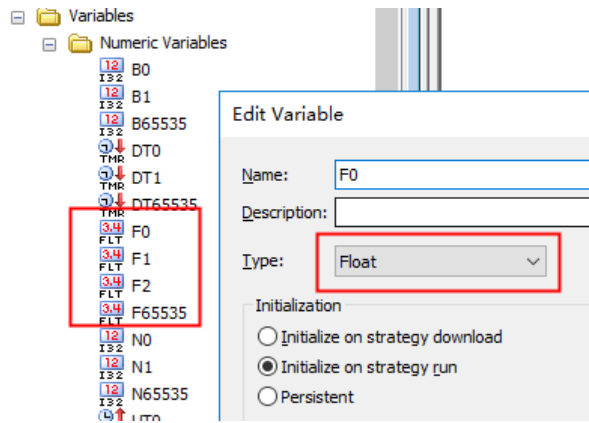 Variables
Numeric Variables
12 I32 B0
12 I32 B1
12 I32 B65535
TMR DT0
TMR DT1
TMR DT65535
3.4 FLT F0
3.4 FLT F1
3.4 FLT F2
3.4 FLT F65535
12 I32 N0
12 I32 N1
12 I32 N65535
UT0
Edit Variable
Name: F0
Description:
Type: Float
Initialization
Initialize on strategy download
Initialize on strategy run
Persistent